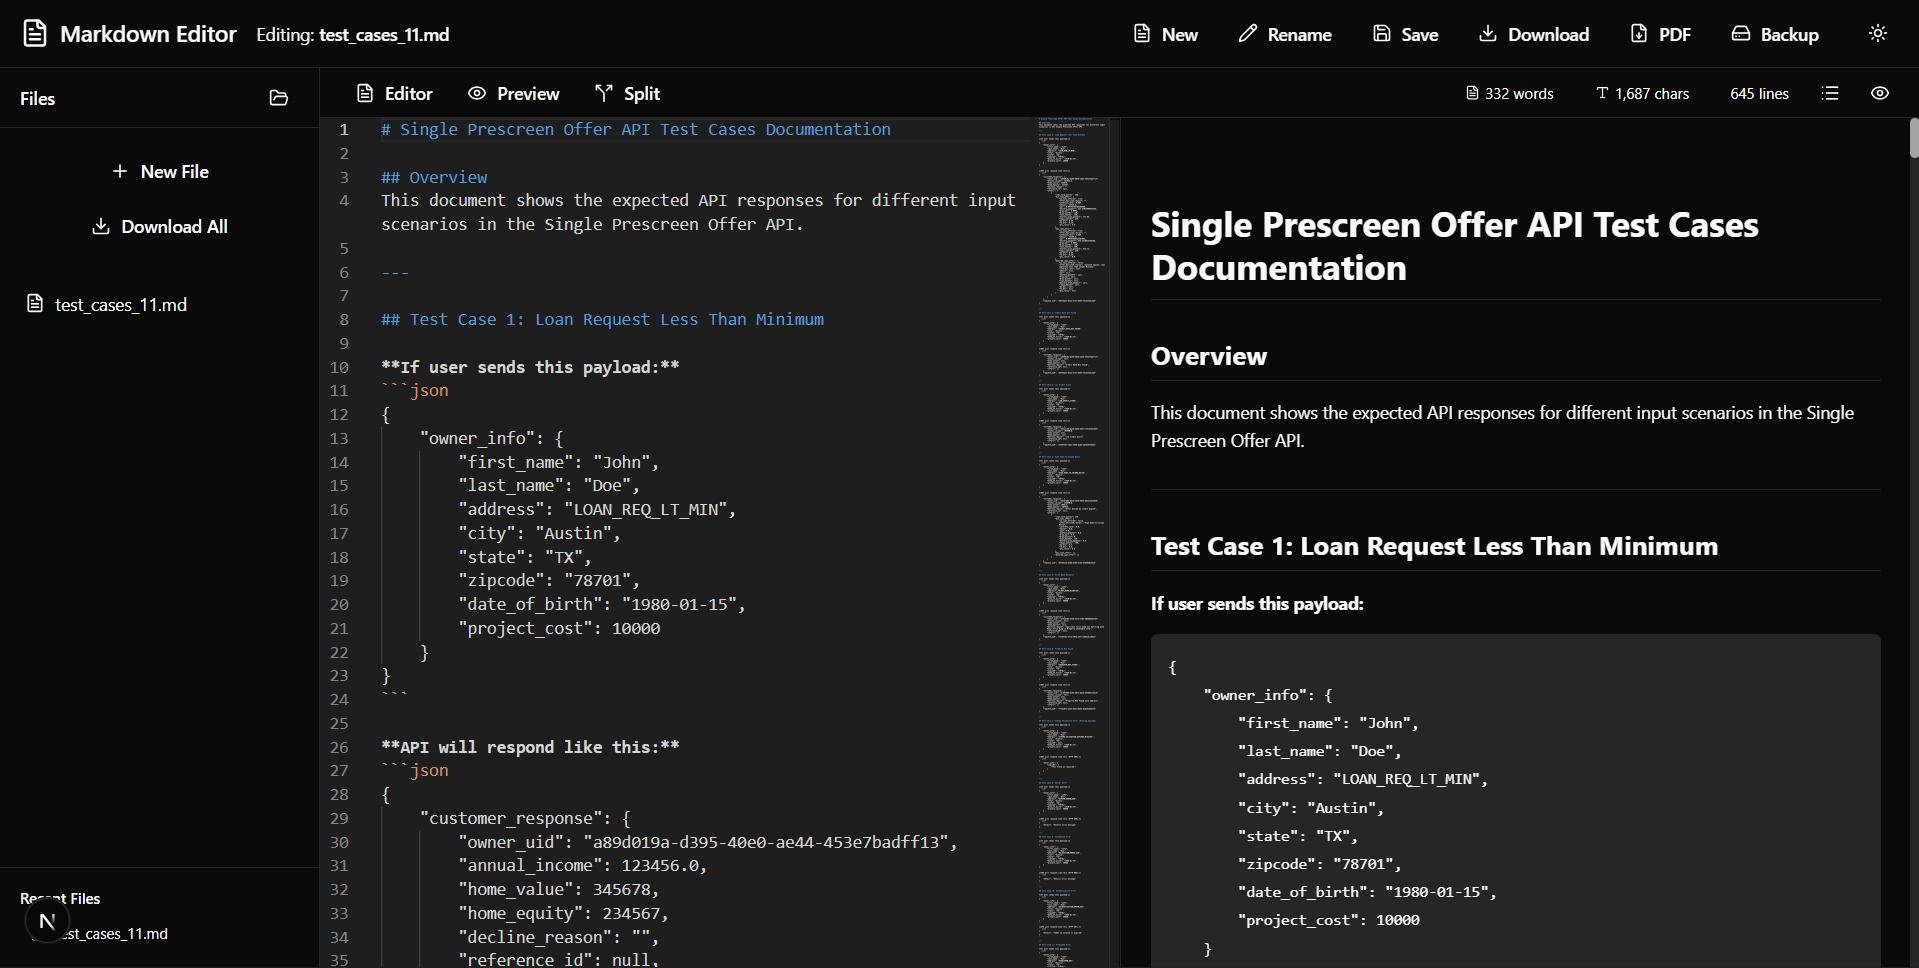 Markdown Editor
Editing: test_cases_11.md
New
Rename
Save
Download
PDF
Backup
Files
Editor
Preview
Split
332 words
1,687 chars
645 lines
New File
Download All
test_cases_11.md
Recent Files
N
est_cases_11.md
1 # Single Prescreen Offer API Test Cases Documentation
2
3 ## Overview
4 This document shows the expected API responses for different input
scenarios in the Single Prescreen Offer API.
5
6 ---
7
8 ## Test Case 1: Loan Request Less Than Minimum
9
10 **If user sends this payload:**
11 ```json
12 {
13 "owner_info": {
14 "first_name": "John",
15 "last_name": "Doe",
16 "address": "LOAN_REQ_LT_MIN",
17 "city": "Austin",
18 "state": "TX",
19 "zipcode": "78701",
20 "date_of_birth": "1980-01-15",
21 "project_cost": 10000
22 }
23 }
24 ```
25
26 **API will respond like this:**
27 ```json
28 {
29 "customer_response": {
30 "owner_uid": "a89d019a-d395-40e0-ae44-453e7badff13",
31 "annual_income": 123456.0,
32 "home_value": 345678,
33 "home_equity": 234567,
34 "decline_reason": "",
35 "reference_id": null,
Single Prescreen Offer API Test Cases
Documentation
Overview
This document shows the expected API responses for different input scenarios in the Single
Prescreen Offer API.
Test Case 1: Loan Request Less Than Minimum
If user sends this payload:
{
"owner_info": {
"first_name": "John",
"last_name": "Doe",
"address": "LOAN_REQ_LT_MIN",
"city": "Austin",
"state": "TX",
"zipcode": "78701",
"date_of_birth": "1980-01-15",
"project_cost": 10000
}